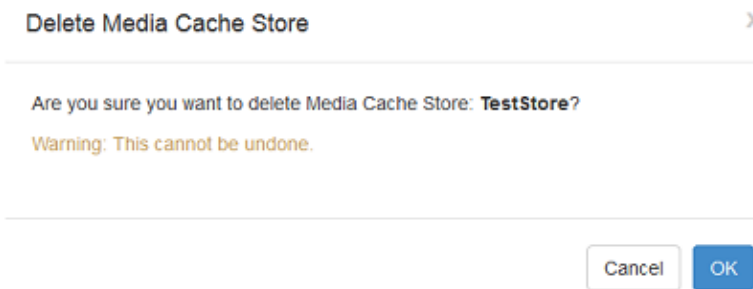 Delete Media Cache Store
Are you sure you want to delete Media Cache Store: TestStore?
Warning: This cannot be undone.
Cancel OK